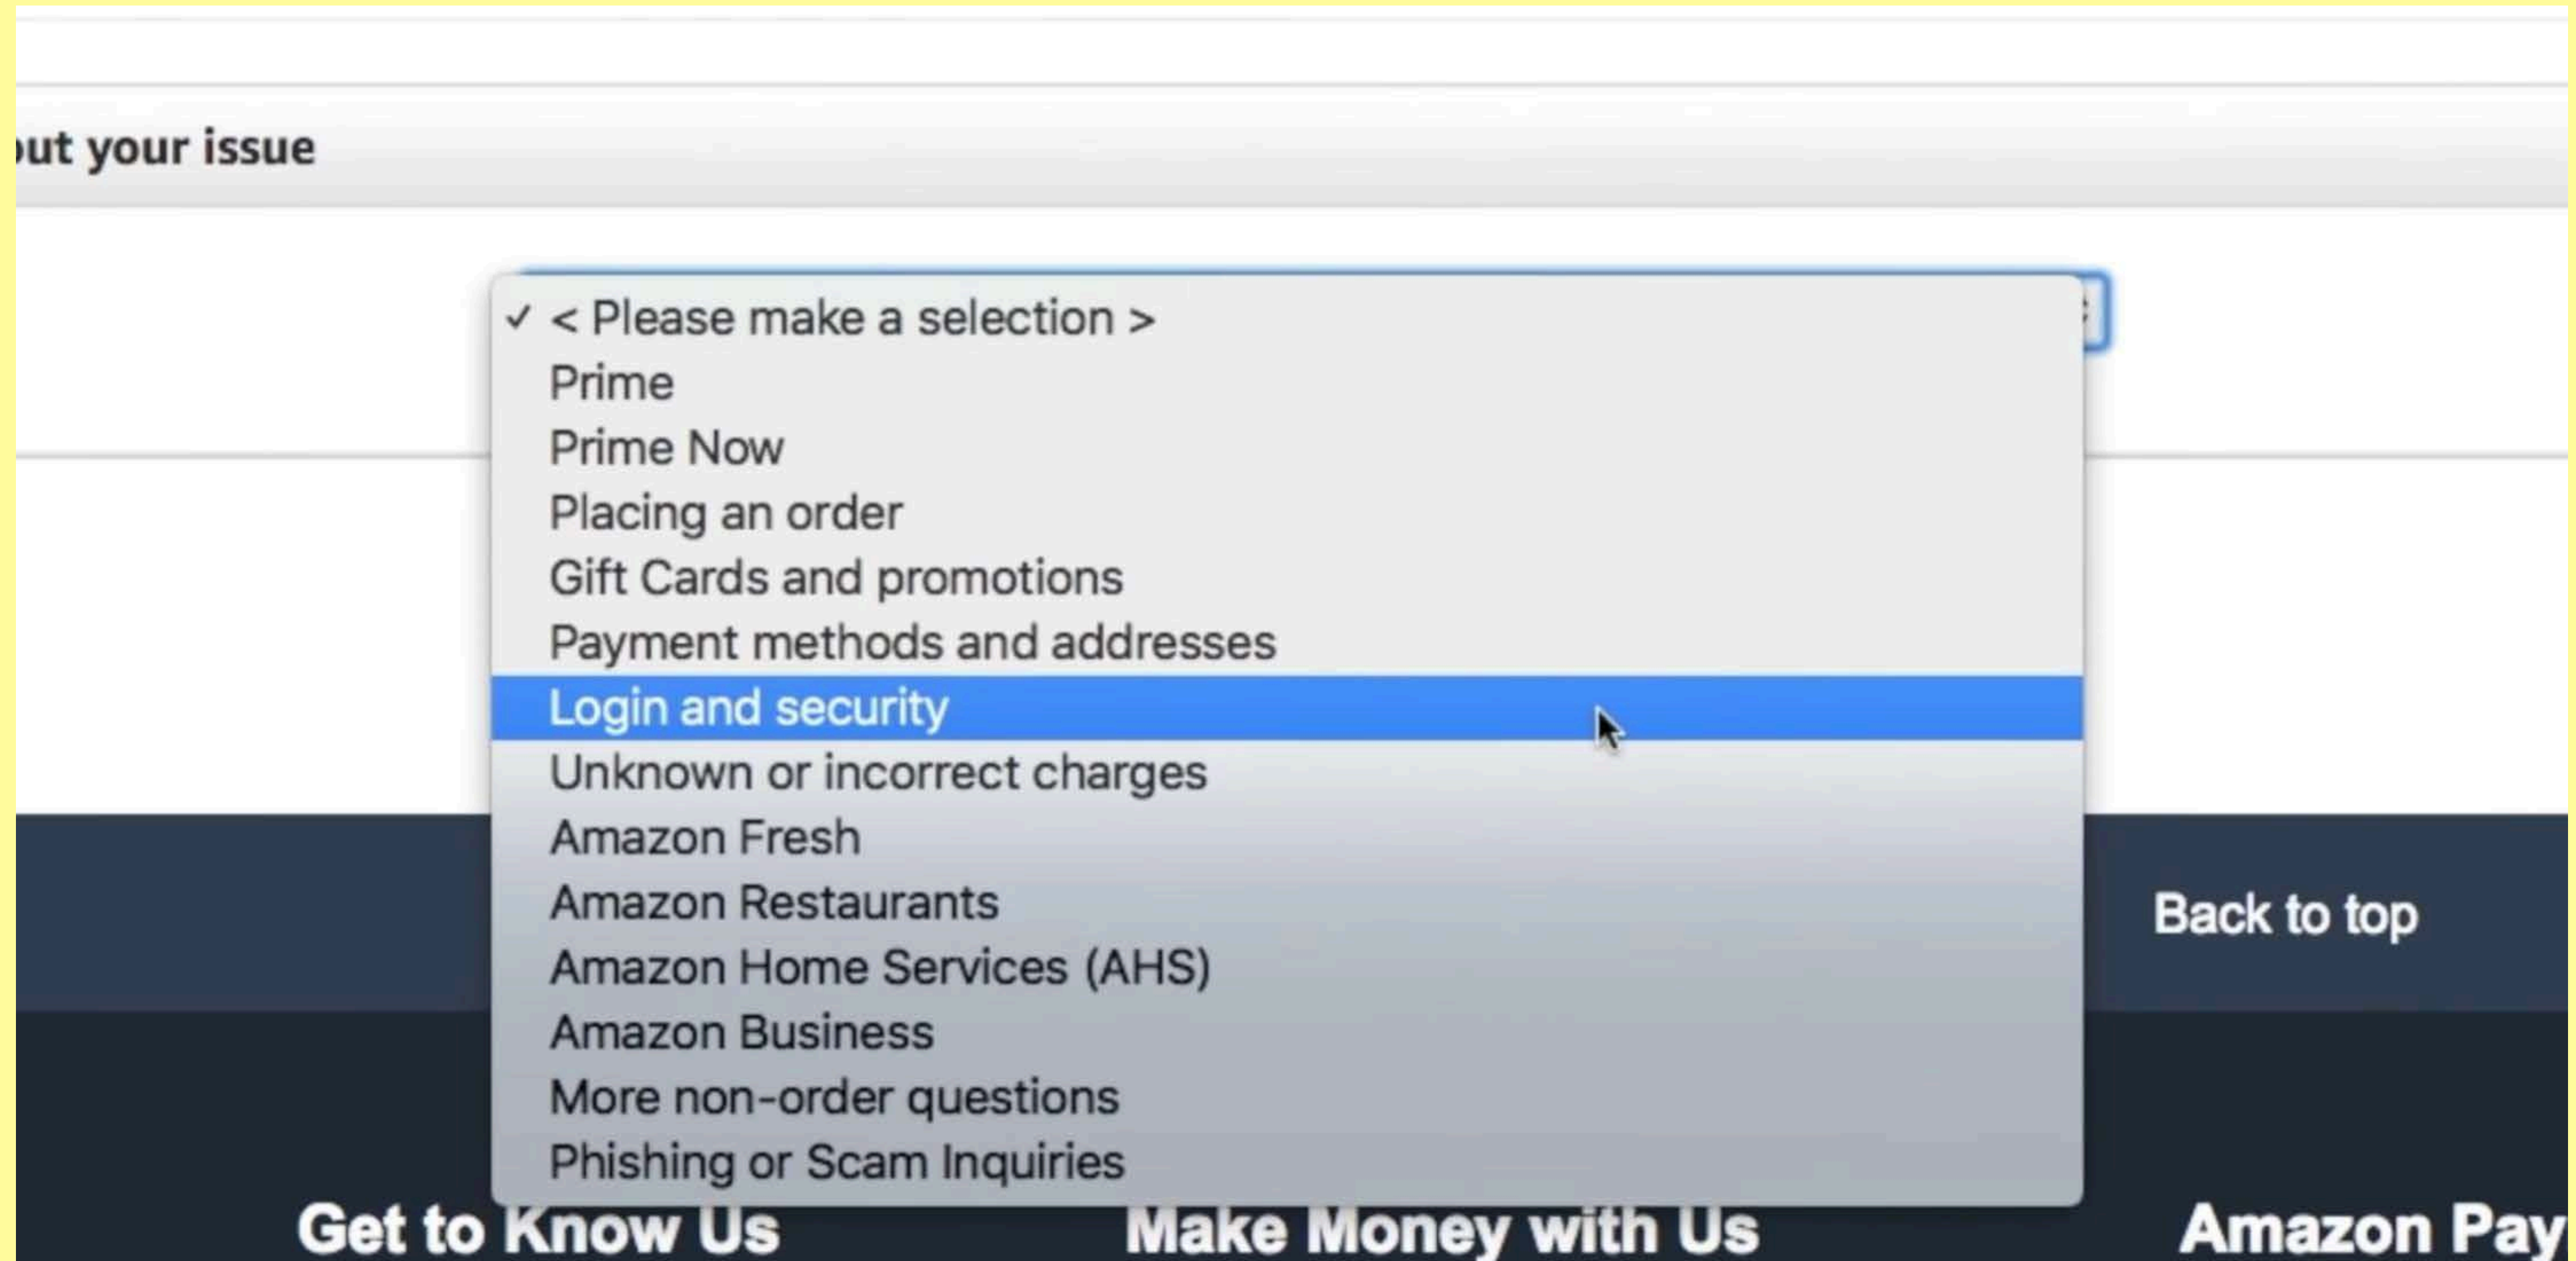 out your issue
✓ < Please make a selection >
Prime
Prime Now
Placing an order
Gift Cards and promotions
Payment methods and addresses
Login and security
Unknown or incorrect charges
Amazon Fresh
Amazon Restaurants
Amazon Home Services (AHS)
Back to top
Amazon Business
More non-order questions
Phishing or Scam Inquiries
Get to Know Us
Make Money with Us
Amazon Pay